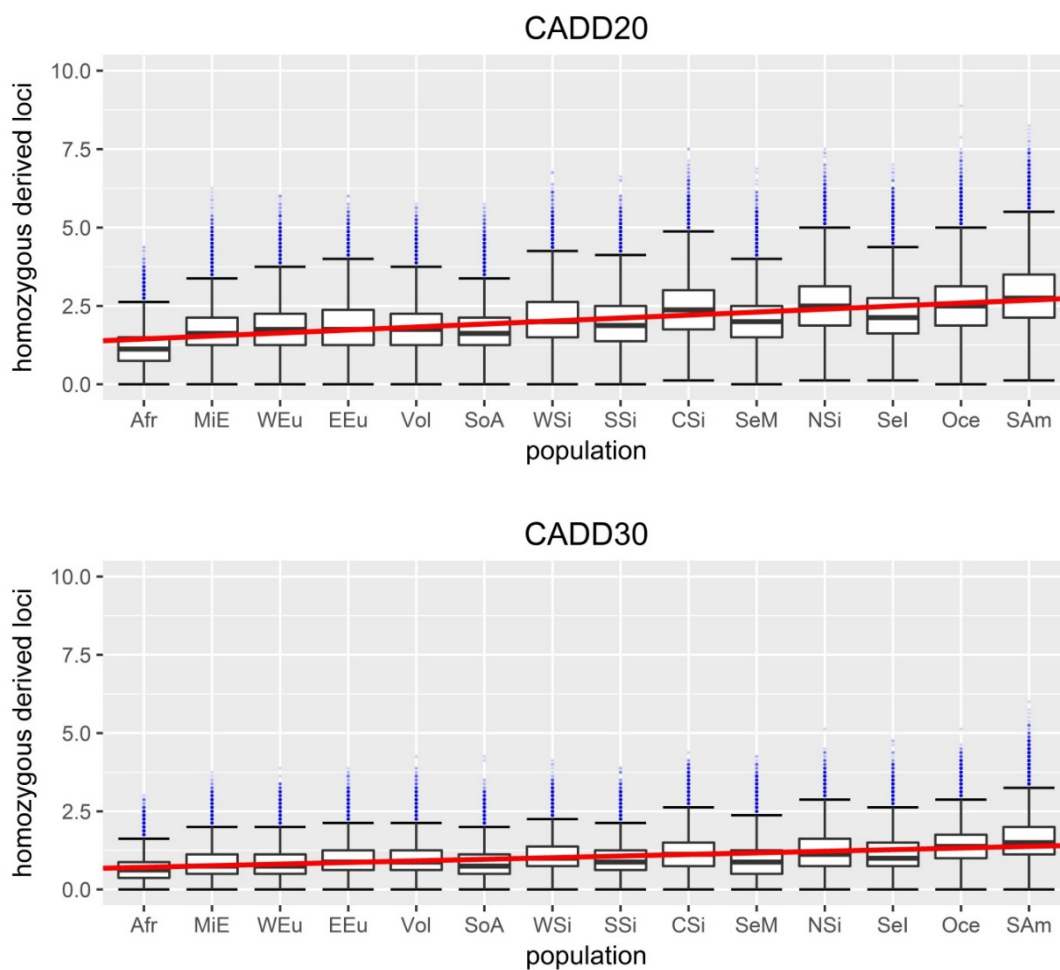 CADD20
homozygous derived loci
10.0
7.5
5.0
2.5
0.0
Afr MiE WEu EEu Vol SoA WSi SSi CSi SeM NSi SeI Oce SAm
population
CADD30
homozygous derived loci
10.0
7.5
5.0
2.5
0.0
Afr MiE WEu EEu Vol SoA WSi SSi CSi SeM NSi SeI Oce SAm
population